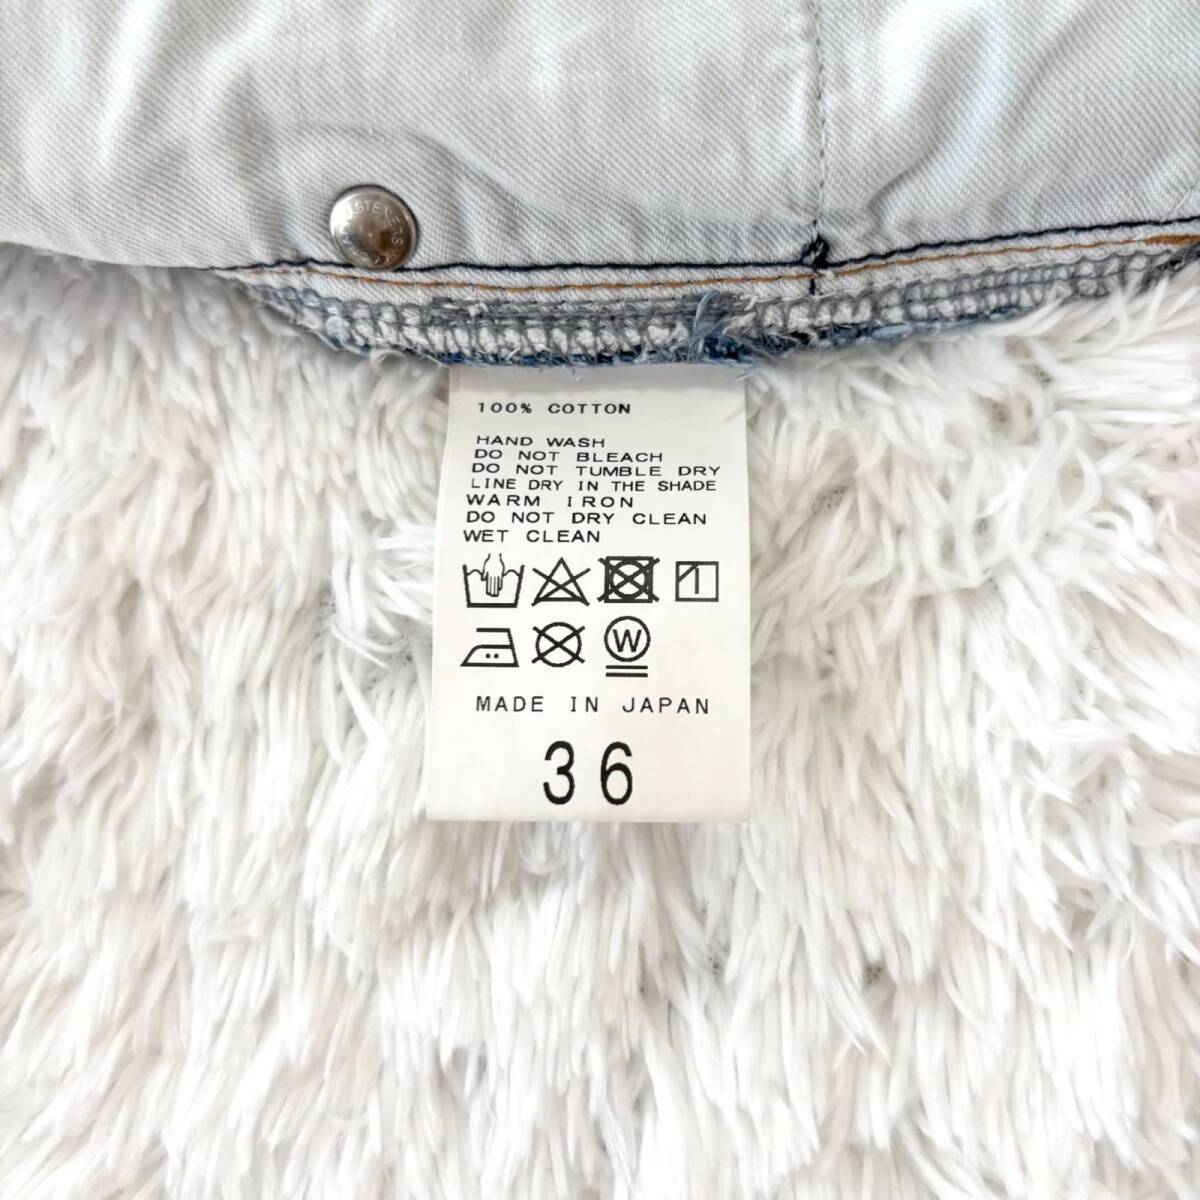 100% COTTON
HAND WASH
DO NOT BLEACH
DO NOT TUMBLE DRY
LINE DRY IN THE SHADE
WARM IRON
DO NOT DRY CLEAN
WET CLEAN
W
MADE IN JAPAN
36